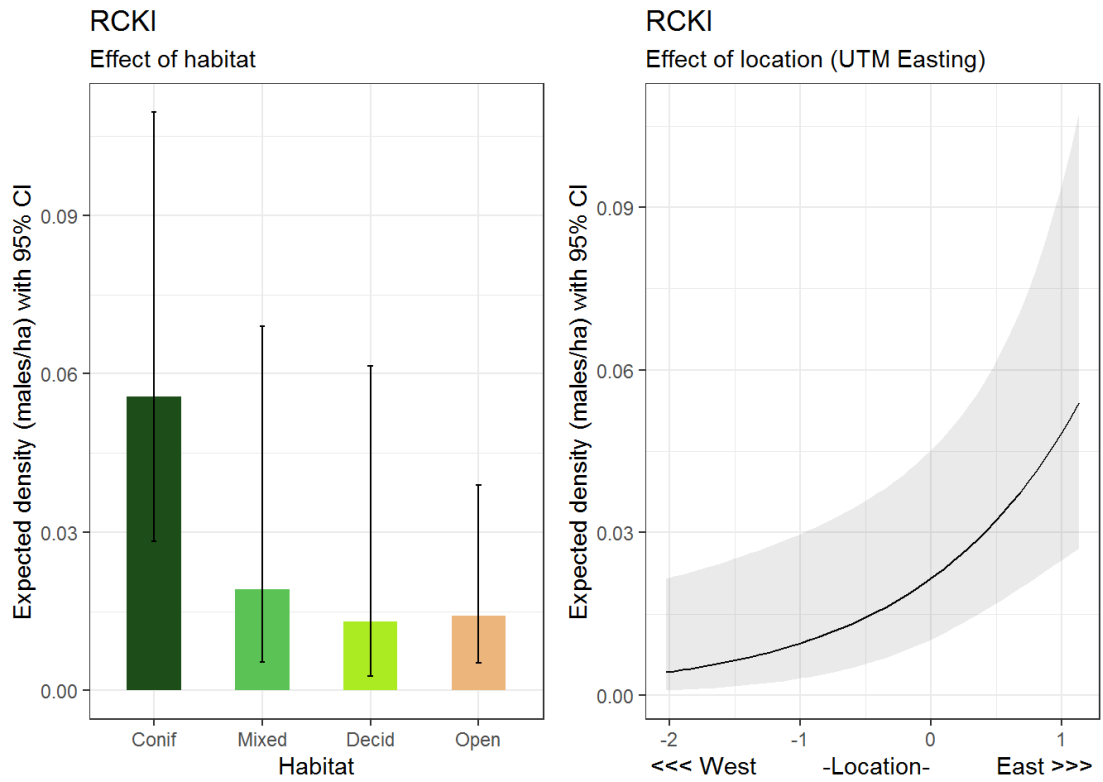 RCKI
Effect of habitat
Expected density (males/ha) with 95% CI
0.09
0.06
0.03
0.00
Conif Mixed Decid Open
Habitat
RCKI
Effect of location (UTM Easting)
Expected density (males/ha) with 95% CI
0.09
0.06
0.03
0.00
-2 -1 0 1
<<< West -Location- East >>>